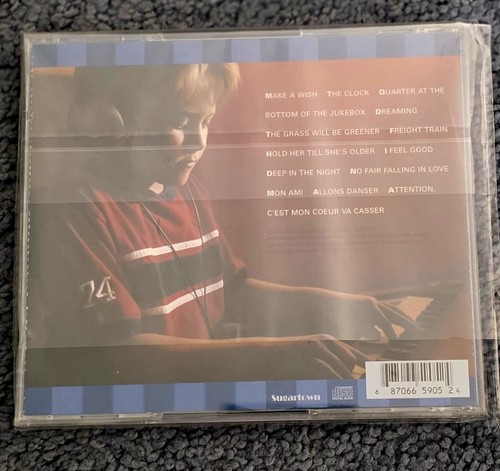 MAKE A WISH THE CLOCK QUARTER AT THE
BOTTOM OF THE JUKEBOX DREAMING
THE GRASS WILL BE GREENER FREIGHT TRAIN
HOLD HER TILL SHE'S OLDER I FEEL GOOD
DEEP IN THE NIGHT NO FAIR FALLING IN LOVE
MON AMI ALLONS DANSER ATTENTION,
C'EST MON COEUR VA CASSER
74
Sugartown
6 87066 5905 2 4